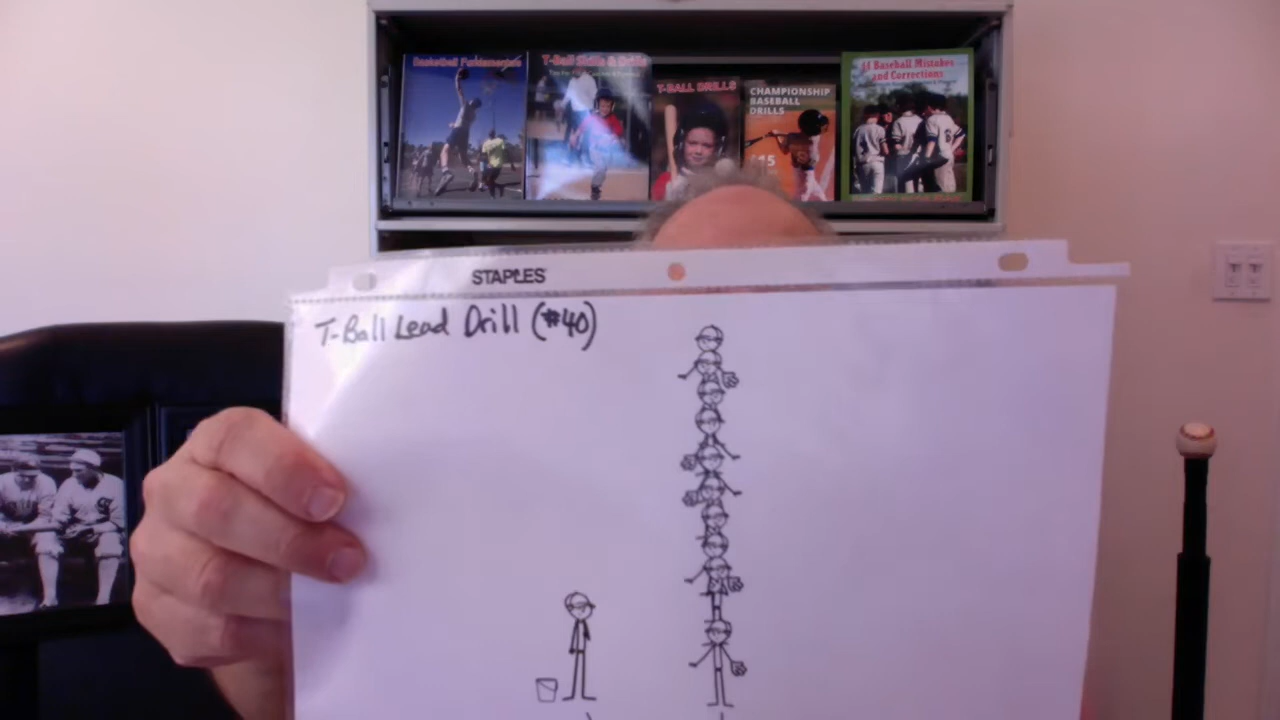 Basketball Fundamentals
T-Ball Skills & Drills
T-BALL DRILLS
CHAMPIONSHIP
BASEBALL
DRILLS
11 Baseball Mistakes
and Corrections
STAPLES
T-Ball Lead Drill (#40)